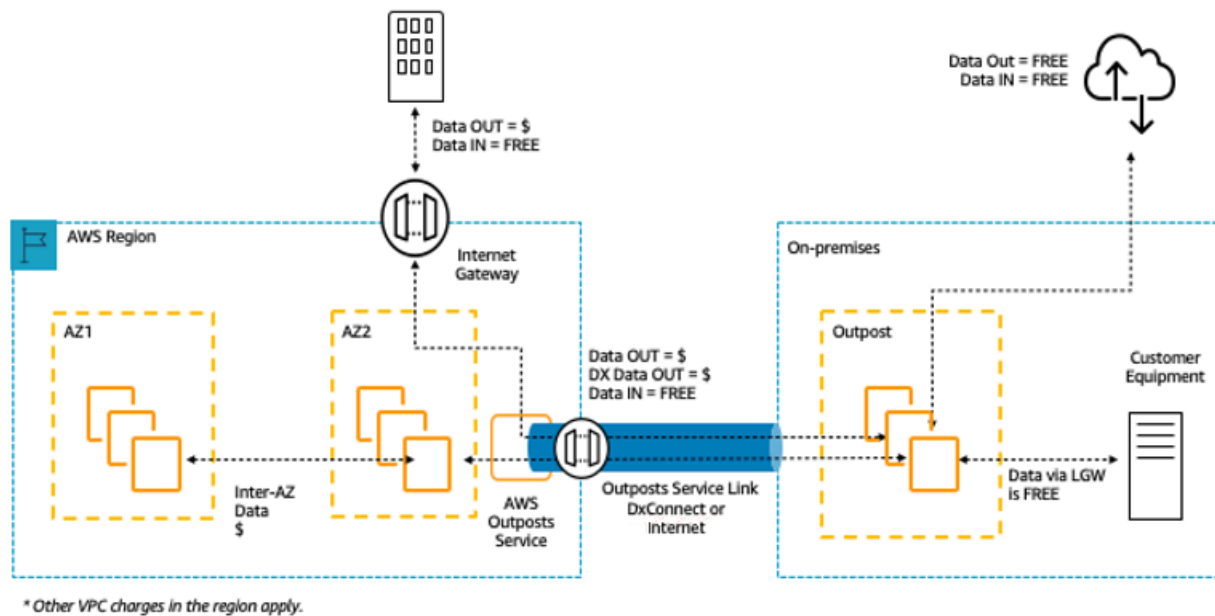 Data OUT = $
Data IN = FREE
Data Out = FREE
Data IN = FREE
AWS Region
Internet
Gateway
On-premises
AZ1
AZ2
Data OUT = $
DX Data OUT = $
Data IN = FREE
Outpost
Customer
Equipment
Inter-AZ
Data
$
AWS
Outposts
Service
Outposts Service Link
DxConnect or
Internet
Data via LGW
is FREE
* Other VPC charges in the region apply.